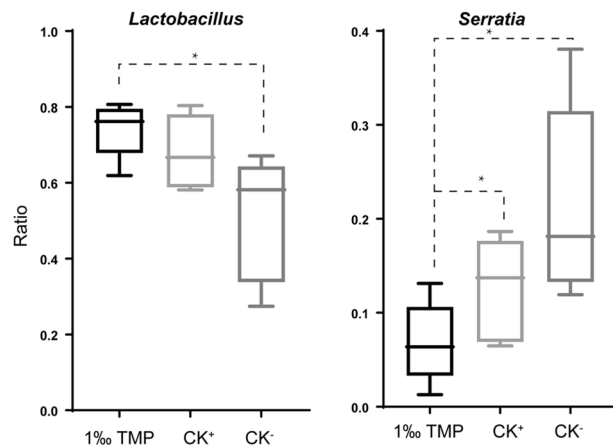 Lactobacillus
Serratia
Ratio
1.0
0.8
0.6
0.4
0.2
0.0
*
1‰ TMP CK⁺ CK⁻
0.4
0.3
0.2
0.1
0.0
*
*
1‰ TMP CK⁺ CK⁻